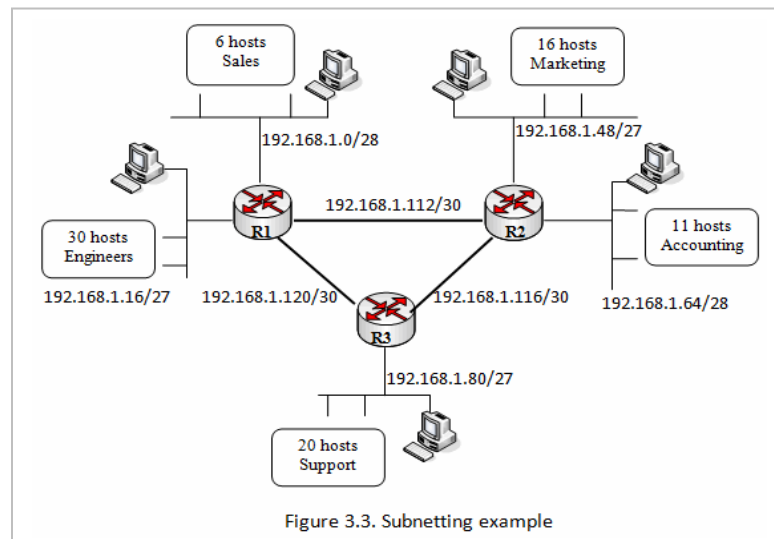 6 hosts
Sales
16 hosts
Marketing
192.168.1.0/28
192.168.1.48/27
192.168.1.112/30
R1
R2
30 hosts
Engineers
11 hosts
Accounting
192.168.1.16/27
192.168.1.120/30
192.168.1.116/30
192.168.1.64/28
R3
192.168.1.80/27
20 hosts
Support
Figure 3.3. Subnetting example